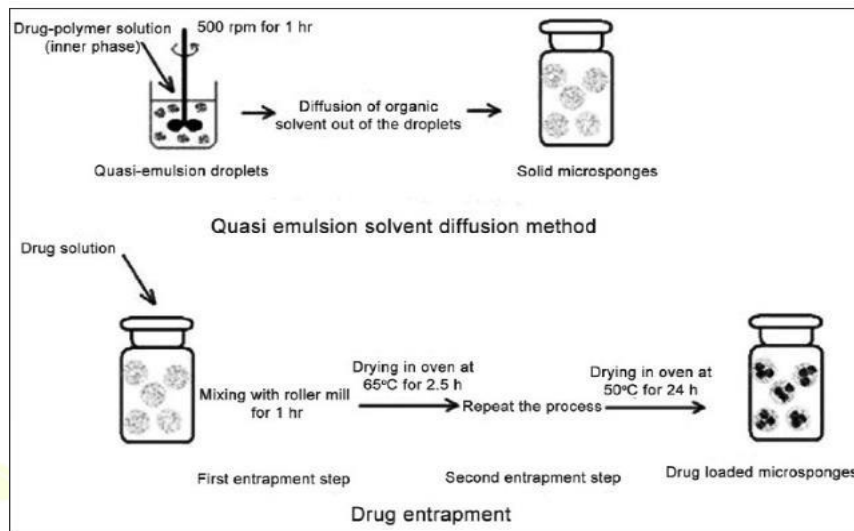 Drug-polymer solution
(inner phase)
500 rpm for 1 hr
Diffusion of organic
solvent out of the droplets
Quasi-emulsion droplets
Solid microsponges
Quasi emulsion solvent diffusion method
Drug solution
Mixing with roller mill
for 1 hr
Drying in oven at
65°C for 2.5 h
Repeat the process
Drying in oven at
50°C for 24 h
First entrapment step
Second entrapment step
Drug loaded microsponges
Drug entrapment